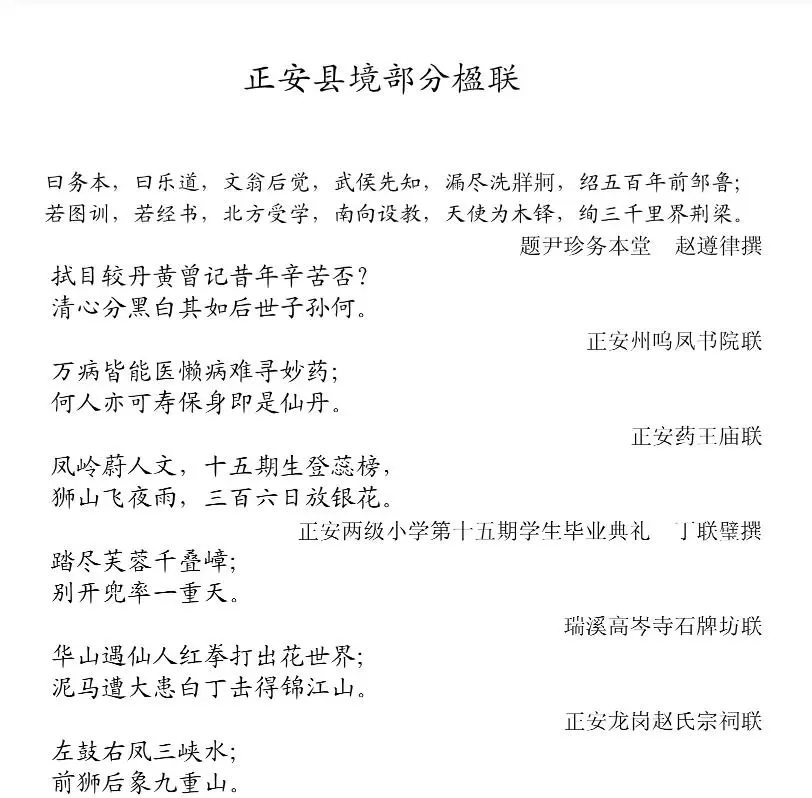 正安县境部分楹联
曰务本，曰乐道，文翁后觉，武侯先知，漏尽洗牂牁，绍五百年前邹鲁；
若图训，若经书，北方受学，南向设教，天使为木铎，绚三千里界荆梁。
题尹珍务本堂　赵遵律撰
拭目较丹黄曾记昔年辛苦否？
清心分黑白其如后世子孙何。
正安州鸣凤书院联
万病皆能医懒病难寻妙药；
何人亦可寿保身即是仙丹。
正安药王庙联
凤岭蔚人文，十五期生登蕊榜，
狮山飞夜雨，三百六日放银花。
正安两级小学第十五期学生毕业典礼　丁联璧撰
踏尽芙蓉千叠嶂；
别开兜率一重天。
瑞溪高岑寺石牌坊联
华山遇仙人红拳打出花世界；
泥马遭大患白丁击得锦江山。
正安龙岗赵氏宗祠联
左鼓右凤三峡水；
前狮后象九重山。